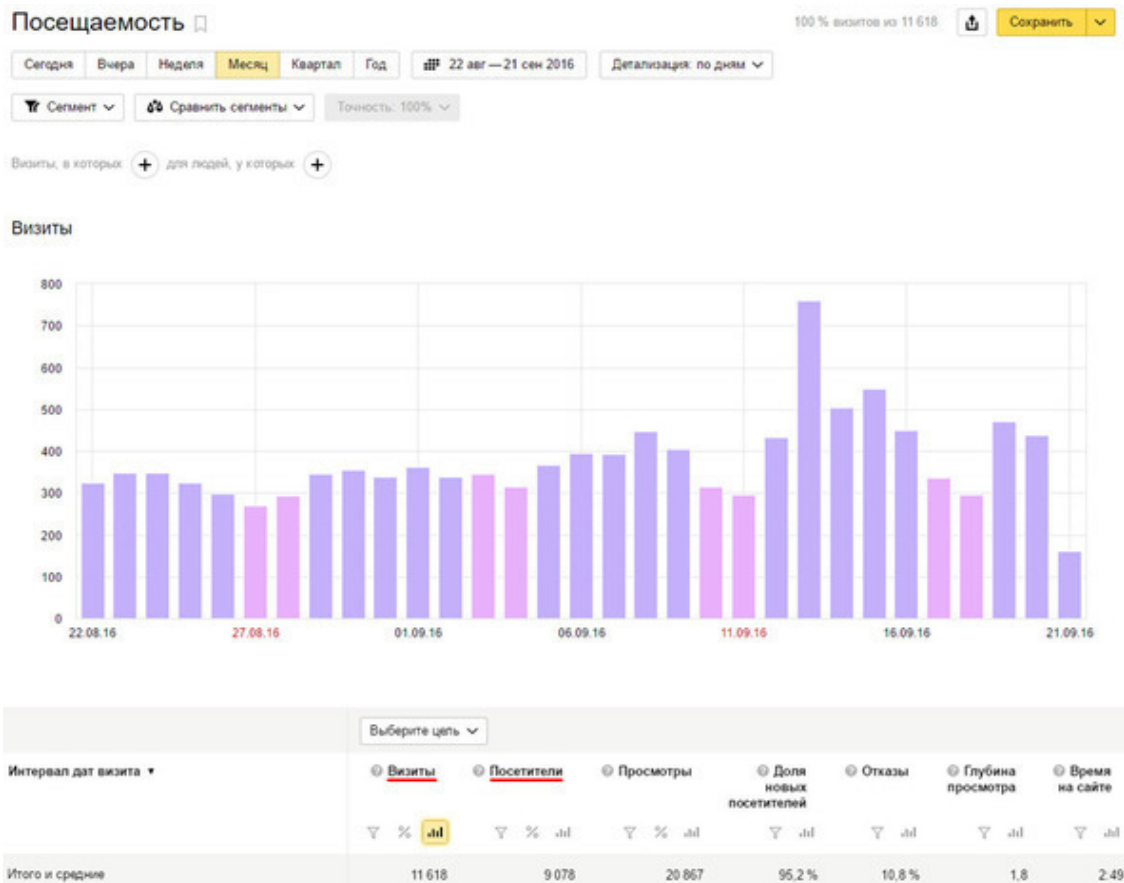 Посещаемость
100 % визитов из 11 618
Сохранить
Сегодня Вчера Неделя Месяц Квартал Год 22 авг — 21 сен 2016 Детализация: по дням
Сегмент Сравнить сегменты Точность: 100%
Визиты, в которых + для людей, у которых +
Визиты
800
700
600
500
400
300
200
100
0
22.08.16 27.08.16 01.09.16 06.09.16 11.09.16 16.09.16 21.09.16
Выберите цель
Интервал дат визита ▼ Визиты Посетители Просмотры Доля новых посетителей Отказы Глубина просмотра Время на сайте
% % %
Итого и средние 11 618 9 078 20 867 95,2 % 10,8 % 1,8 2:49